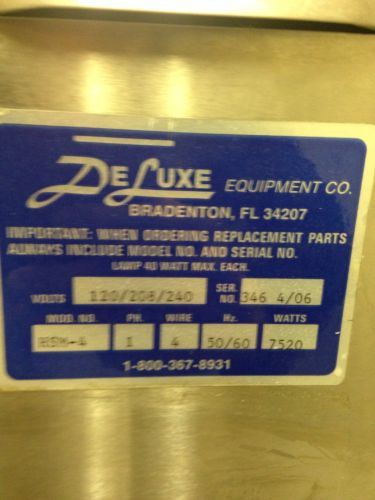 DELUXE EQUIPMENT CO.
BRADENTON, FL 34207
IMPORTANT: WHEN ORDERING REPLACEMENT PARTS
ALWAYS INCLUDE MODEL NO. AND SERIAL NO.
LAMP 40 WATT MAX. EACH.
VOLTS 120/208/240 SER. NO. 346 4/06
MOD. NO. PH. WIRE Hz. WATTS
1 4 50/60 7520
1-800-367-8931